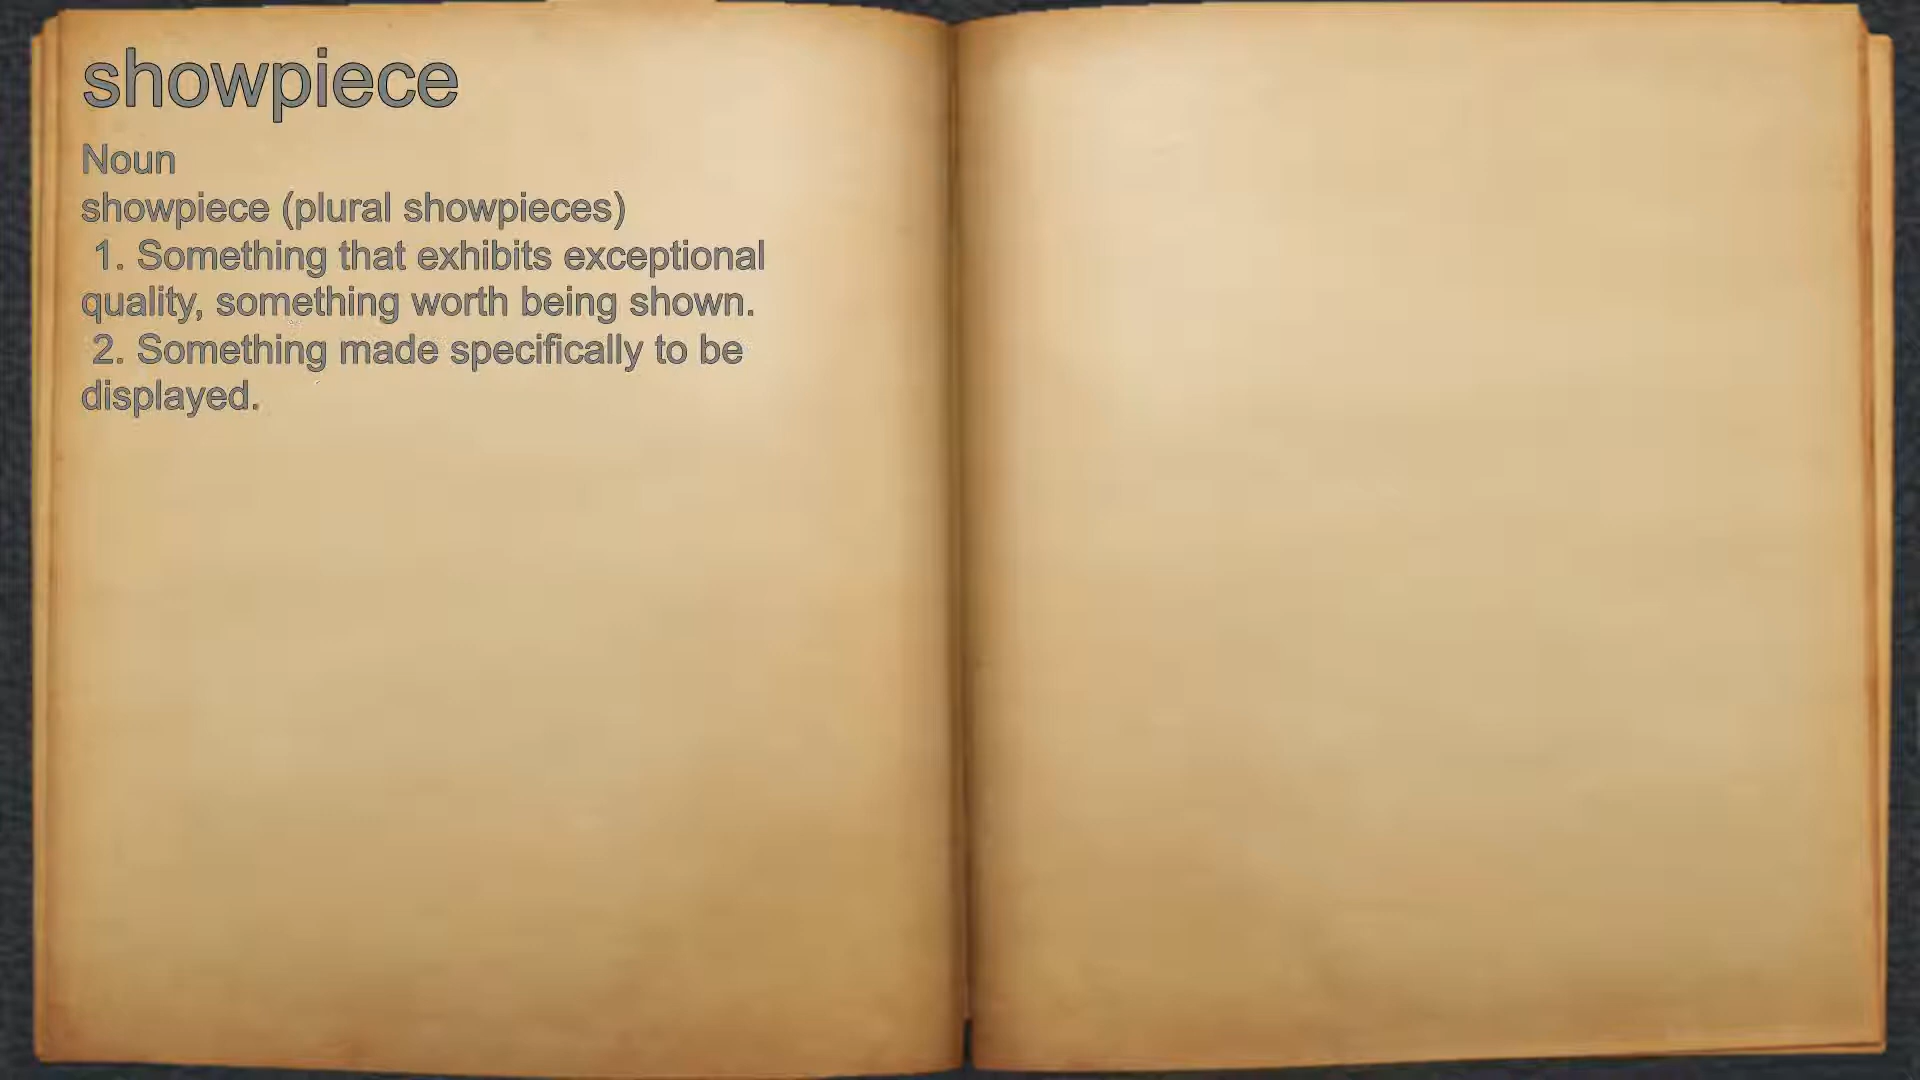 showpiece
Noun
showpiece (plural showpieces)
1. Something that exhibits exceptional
quality, something worth being shown.
2. Something made specifically to be
displayed.